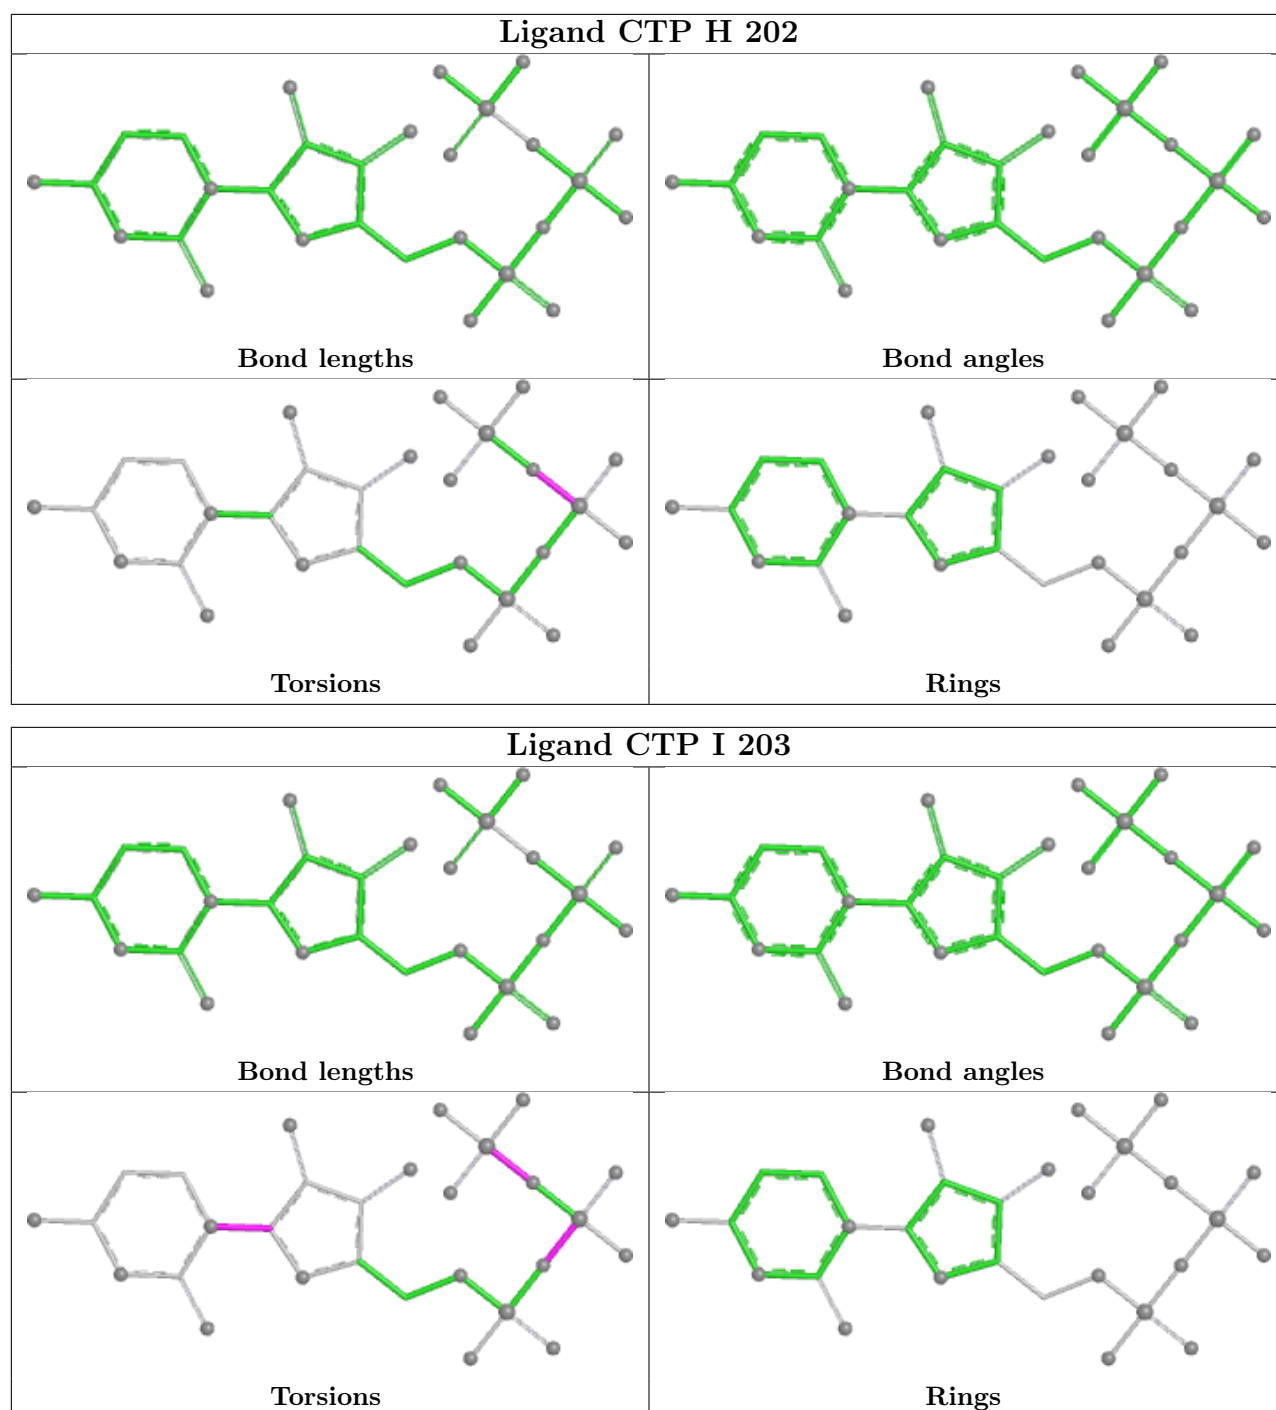 Ligand CTP H 202
Bond lengths
Bond angles
Torsions
Rings
Ligand CTP I 203
Bond lengths
Bond angles
Torsions
Rings